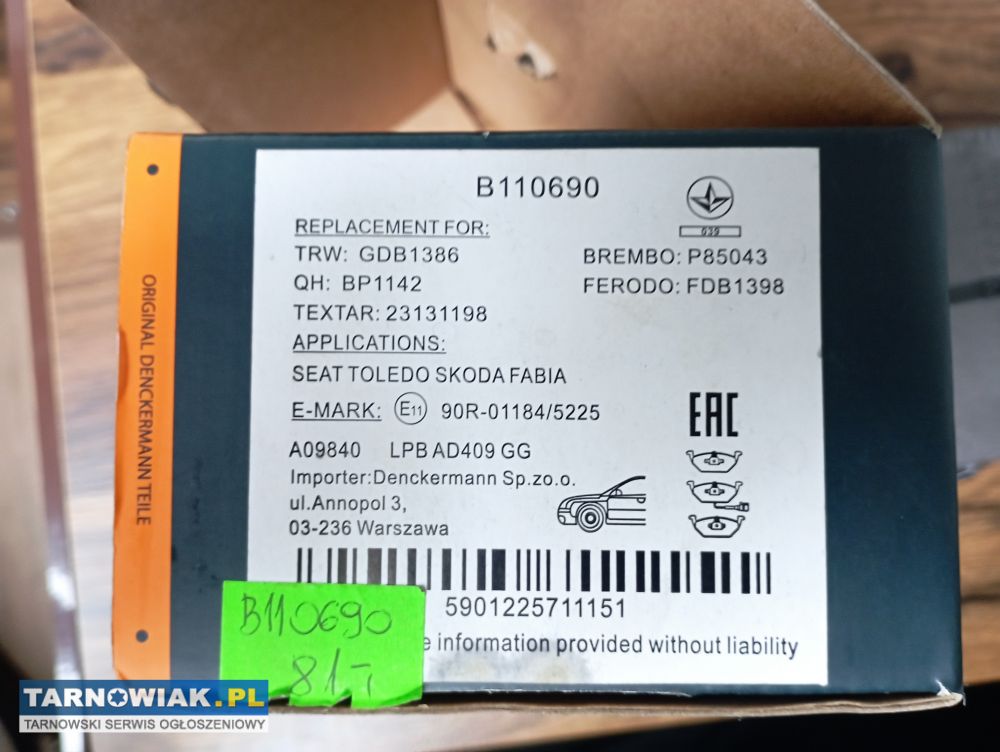 B110690
039
REPLACEMENT FOR:
TRW: GDB1386
BREMBO: P85043
QH: BP1142
FERODO: FDB1398
TEXTAR: 23131198
APPLICATIONS:
SEAT TOLEDO SKODA FABIA
E-MARK: E11 90R-01184/5225
EAC
A09840 LPB AD409 GG
Importer:Denckermann Sp.zo.o.
ul.Annopol 3,
03-236 Warszawa
5901225711151
information provided without liability
ORIGINAL DENCKERMANN TEILE
B110690
TARNOWIAK.PL
TARNOWSKI SERWIS OGŁOSZENIOWY